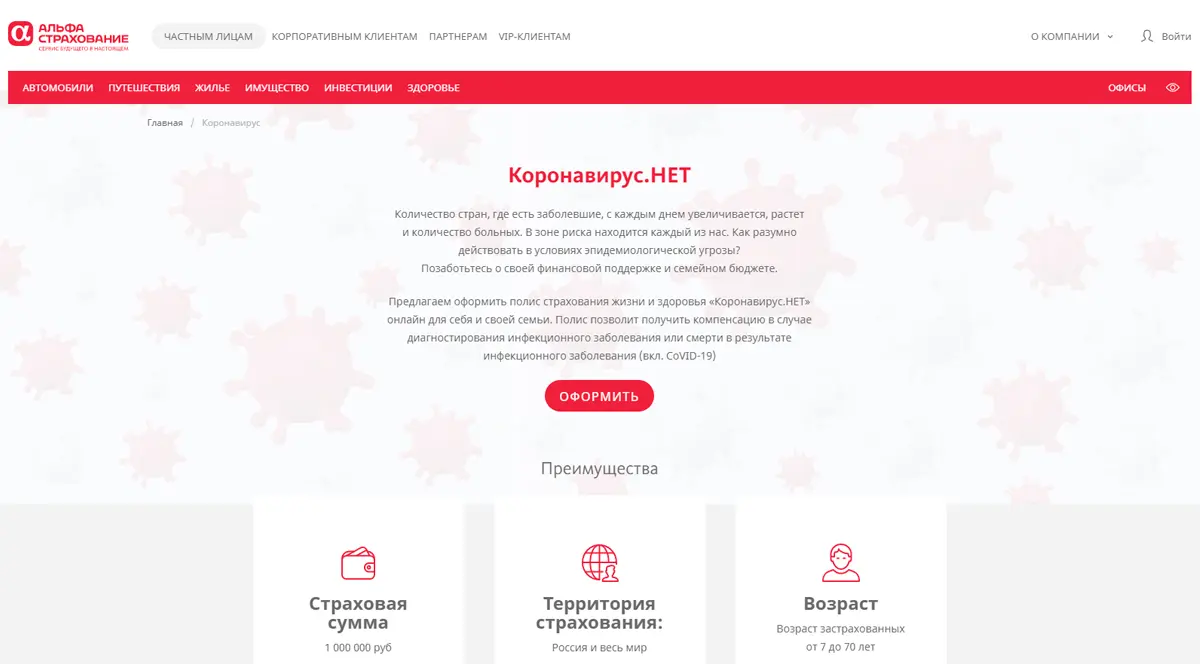 АЛЬФА
СТРАХОВАНИЕ
СЕРВИС БУДУЩЕГО В НАСТОЯЩЕМ
ЧАСТНЫМ ЛИЦАМ КОРПОРАТИВНЫМ КЛИЕНТАМ ПАРТНЕРАМ VIP-КЛИЕНТАМ О КОМПАНИИ Войти
АВТОМОБИЛИ ПУТЕШЕСТВИЯ ЖИЛЬЕ ИМУЩЕСТВО ИНВЕСТИЦИИ ЗДОРОВЬЕ ОФИСЫ
Главная / Коронавирус
Коронавирус.НЕТ
Количество стран, где есть заболевшие, с каждым днем увеличивается, растет
и количество больных. В зоне риска находится каждый из нас. Как разумно
действовать в условиях эпидемиологической угрозы?
Позаботьтесь о своей финансовой поддержке и семейном бюджете.
Предлагаем оформить полис страхования жизни и здоровья «Коронавирус.НЕТ»
онлайн для себя и своей семьи. Полис позволит получить компенсацию в случае
диагностирования инфекционного заболевания или смерти в результате
инфекционного заболевания (вкл. CoVID-19)
ОФОРМИТЬ
Преимущества
Страховая
сумма
1 000 000 руб
Территория
страхования:
Россия и весь мир
Возраст
Возраст застрахованных
от 7 до 70 лет